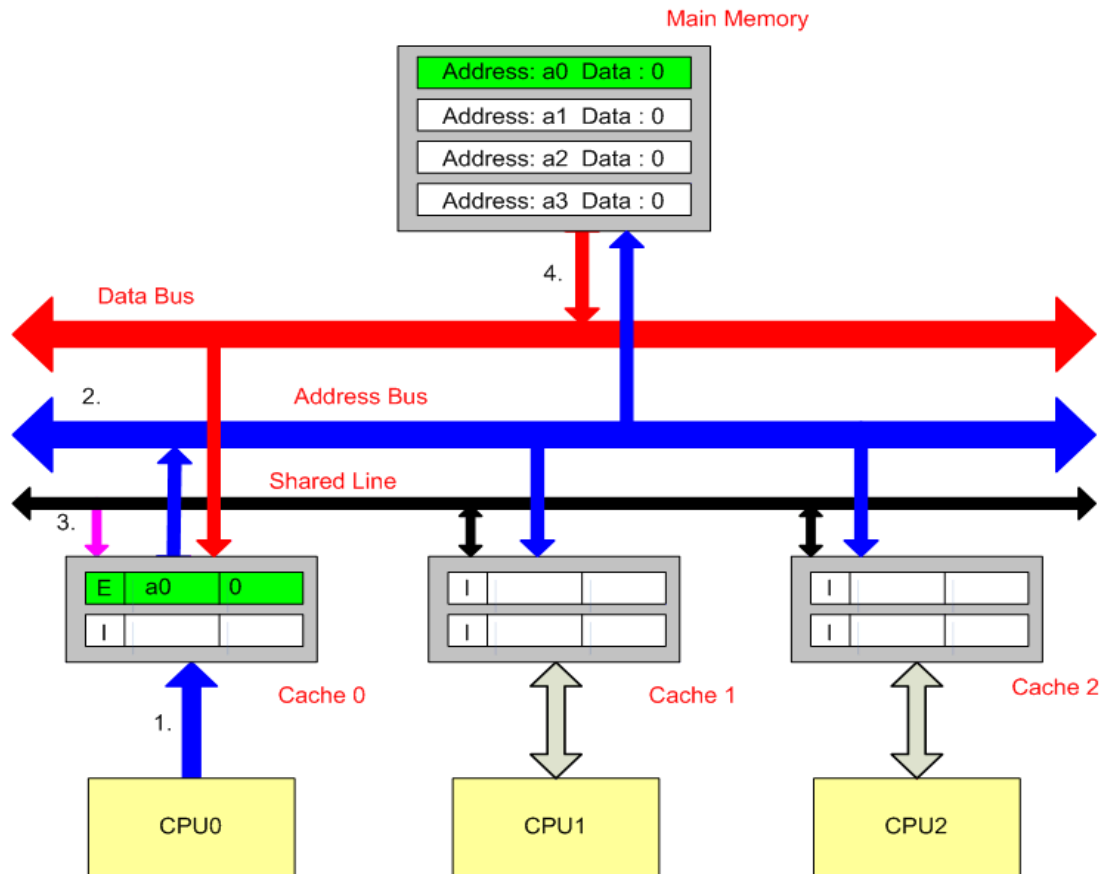 Main Memory
Address: a0 Data : 0
Address: a1 Data : 0
Address: a2 Data : 0
Address: a3 Data : 0
4.
Data Bus
2.
Address Bus
Shared Line
3.
E a0 0
I
I
I
I
I
Cache 0
Cache 1
Cache 2
1.
CPU0
CPU1
CPU2